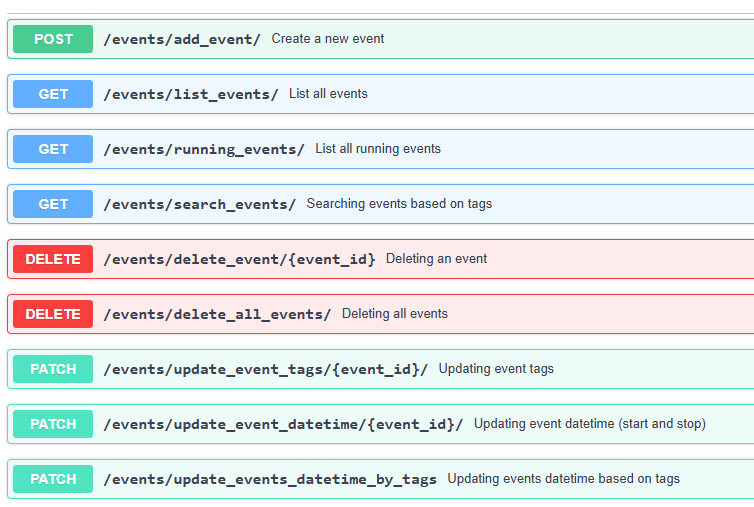 POST /events/add_event/ Create a new event
GET /events/list_events/ List all events
GET /events/running_events/ List all running events
GET /events/search_events/ Searching events based on tags
DELETE /events/delete_event/{event_id} Deleting an event
DELETE /events/delete_all_events/ Deleting all events
PATCH /events/update_event_tags/{event_id}/ Updating event tags
PATCH /events/update_event_datetime/{event_id}/ Updating event datetime (start and stop)
PATCH /events/update_events_datetime_by_tags Updating events datetime based on tags